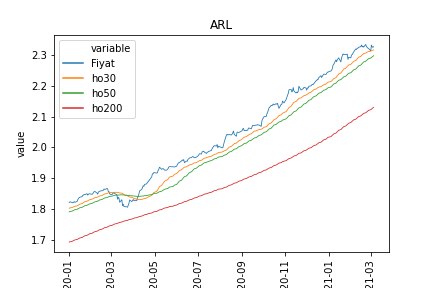 ARL
variable
Fiyat
ho30
ho50
ho200
value
2.3
2.2
2.1
2.0
1.9
1.8
1.7
20-01
20-03
20-05
20-07
20-09
20-11
21-01
21-03